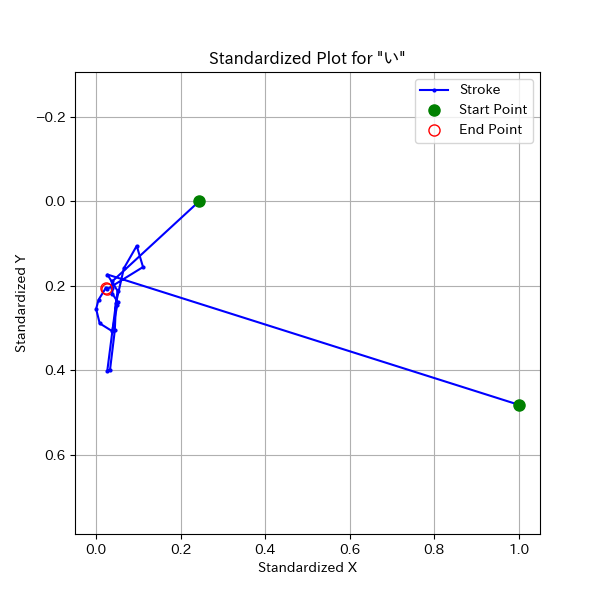 Standardized Plot for "い"
Stroke
Start Point
End Point
−0.2
0.0
0.2
0.4
0.6
Standardized Y
0.0 0.2 0.4 0.6 0.8 1.0
Standardized X